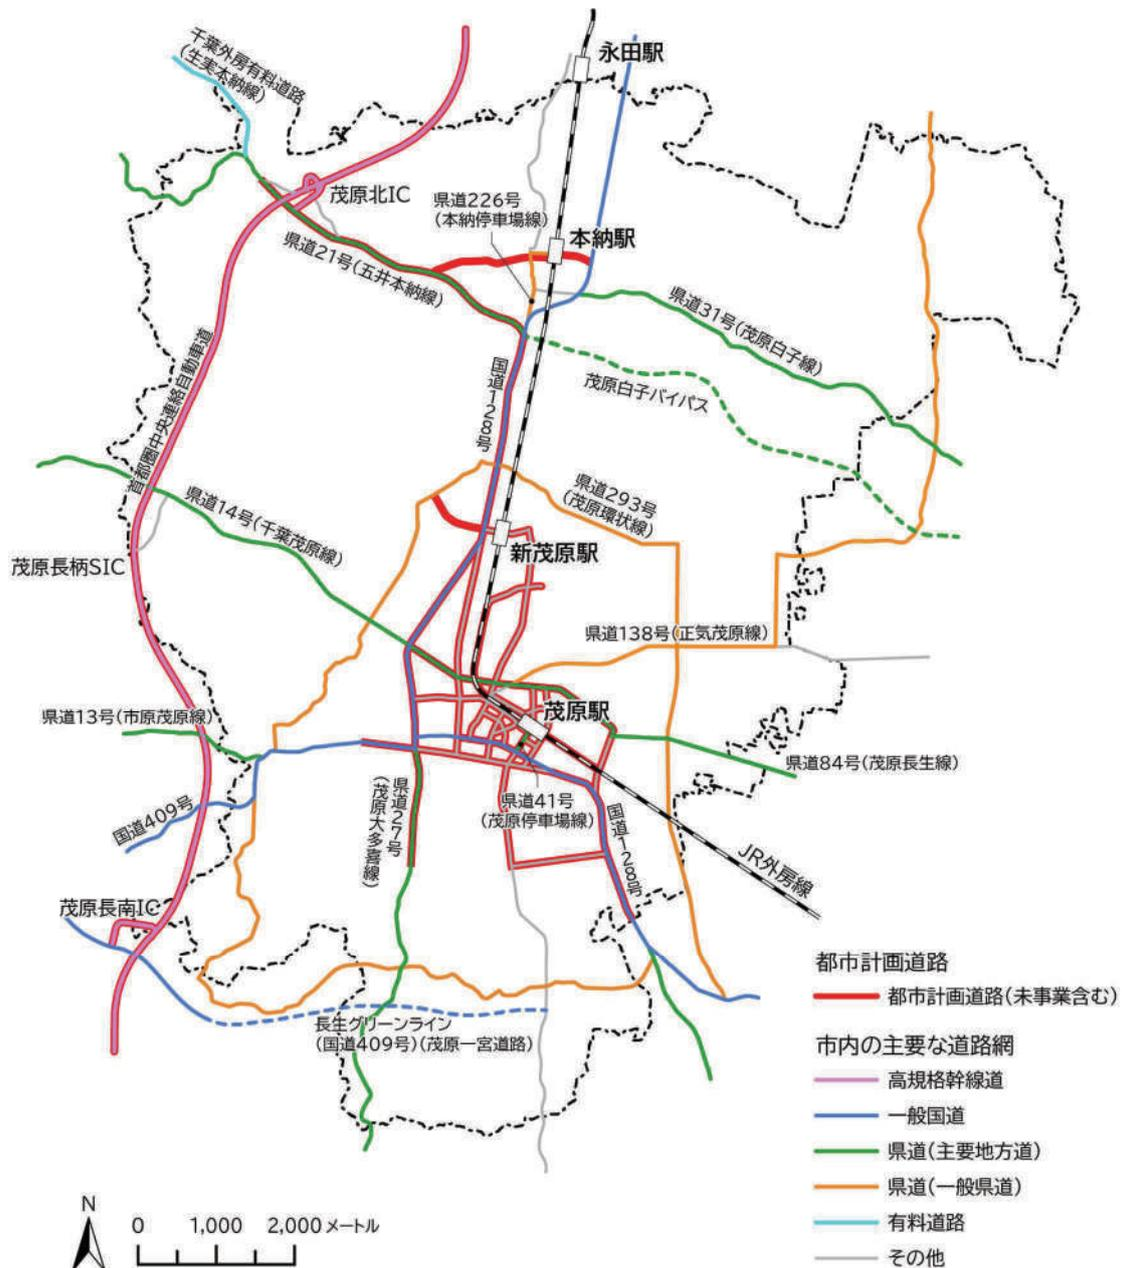 千葉外房有料道路
(生実本納線)
永田駅
茂原北IC
県道226号
(本納停車場線)
本納駅
県道21号(五井本納線)
県道31号(茂原白子線)
首都圏中央連絡自動車道
国道128号
茂原白子バイパス
県道14号(千葉茂原線)
県道293号
(茂原環状線)
新茂原駅
茂原長柄SIC
県道138号(正気茂原線)
県道13号(市原茂原線)
茂原駅
県道84号(茂原長生線)
国道409号
県道27号
(茂原大多喜線)
県道41号
(茂原停車場線)
国道128号
JR外房線
茂原長南IC
長生グリーンライン
(国道409号)(茂原一宮道路)
都市計画道路
都市計画道路(未事業含む)
市内の主要な道路網
高規格幹線道
一般国道
県道(主要地方道)
県道(一般県道)
有料道路
その他
N
0 1,000 2,000メートル